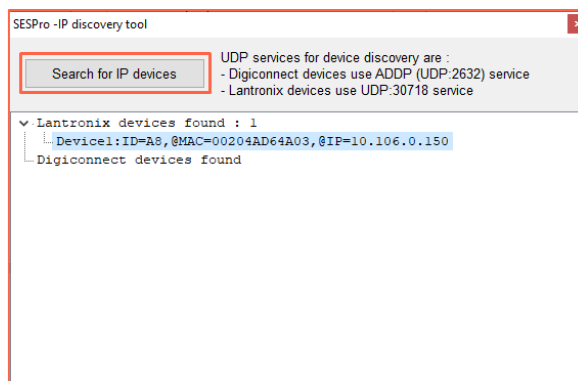 SESPro -IP discovery tool
Search for IP devices
UDP services for device discovery are :
- Digiconnect devices use ADDP (UDP:2632) service
- Lantronix devices use UDP:30718 service
Lantronix devices found : 1
Device1:ID=A8,@MAC=00204AD64A03,@IP=10.106.0.150
Digiconnect devices found